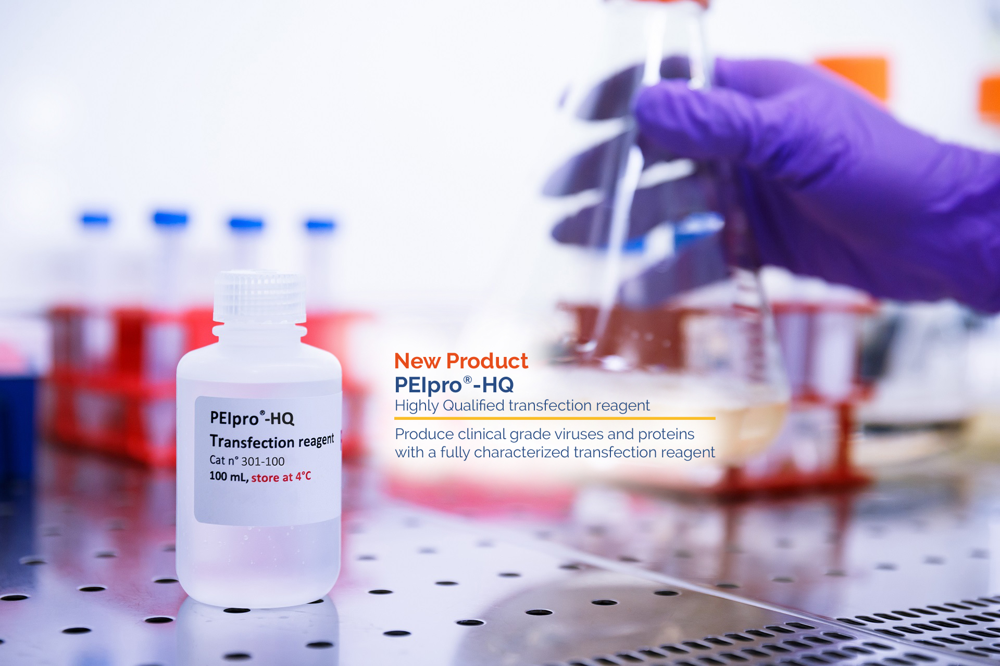 New Product
PEIpro®-HQ
Highly Qualified transfection reagent
Produce clinical grade viruses and proteins
with a fully characterized transfection reagent
PEIpro®-HQ
Transfection reagent
Cat n° 301-100
100 mL, store at 4°C